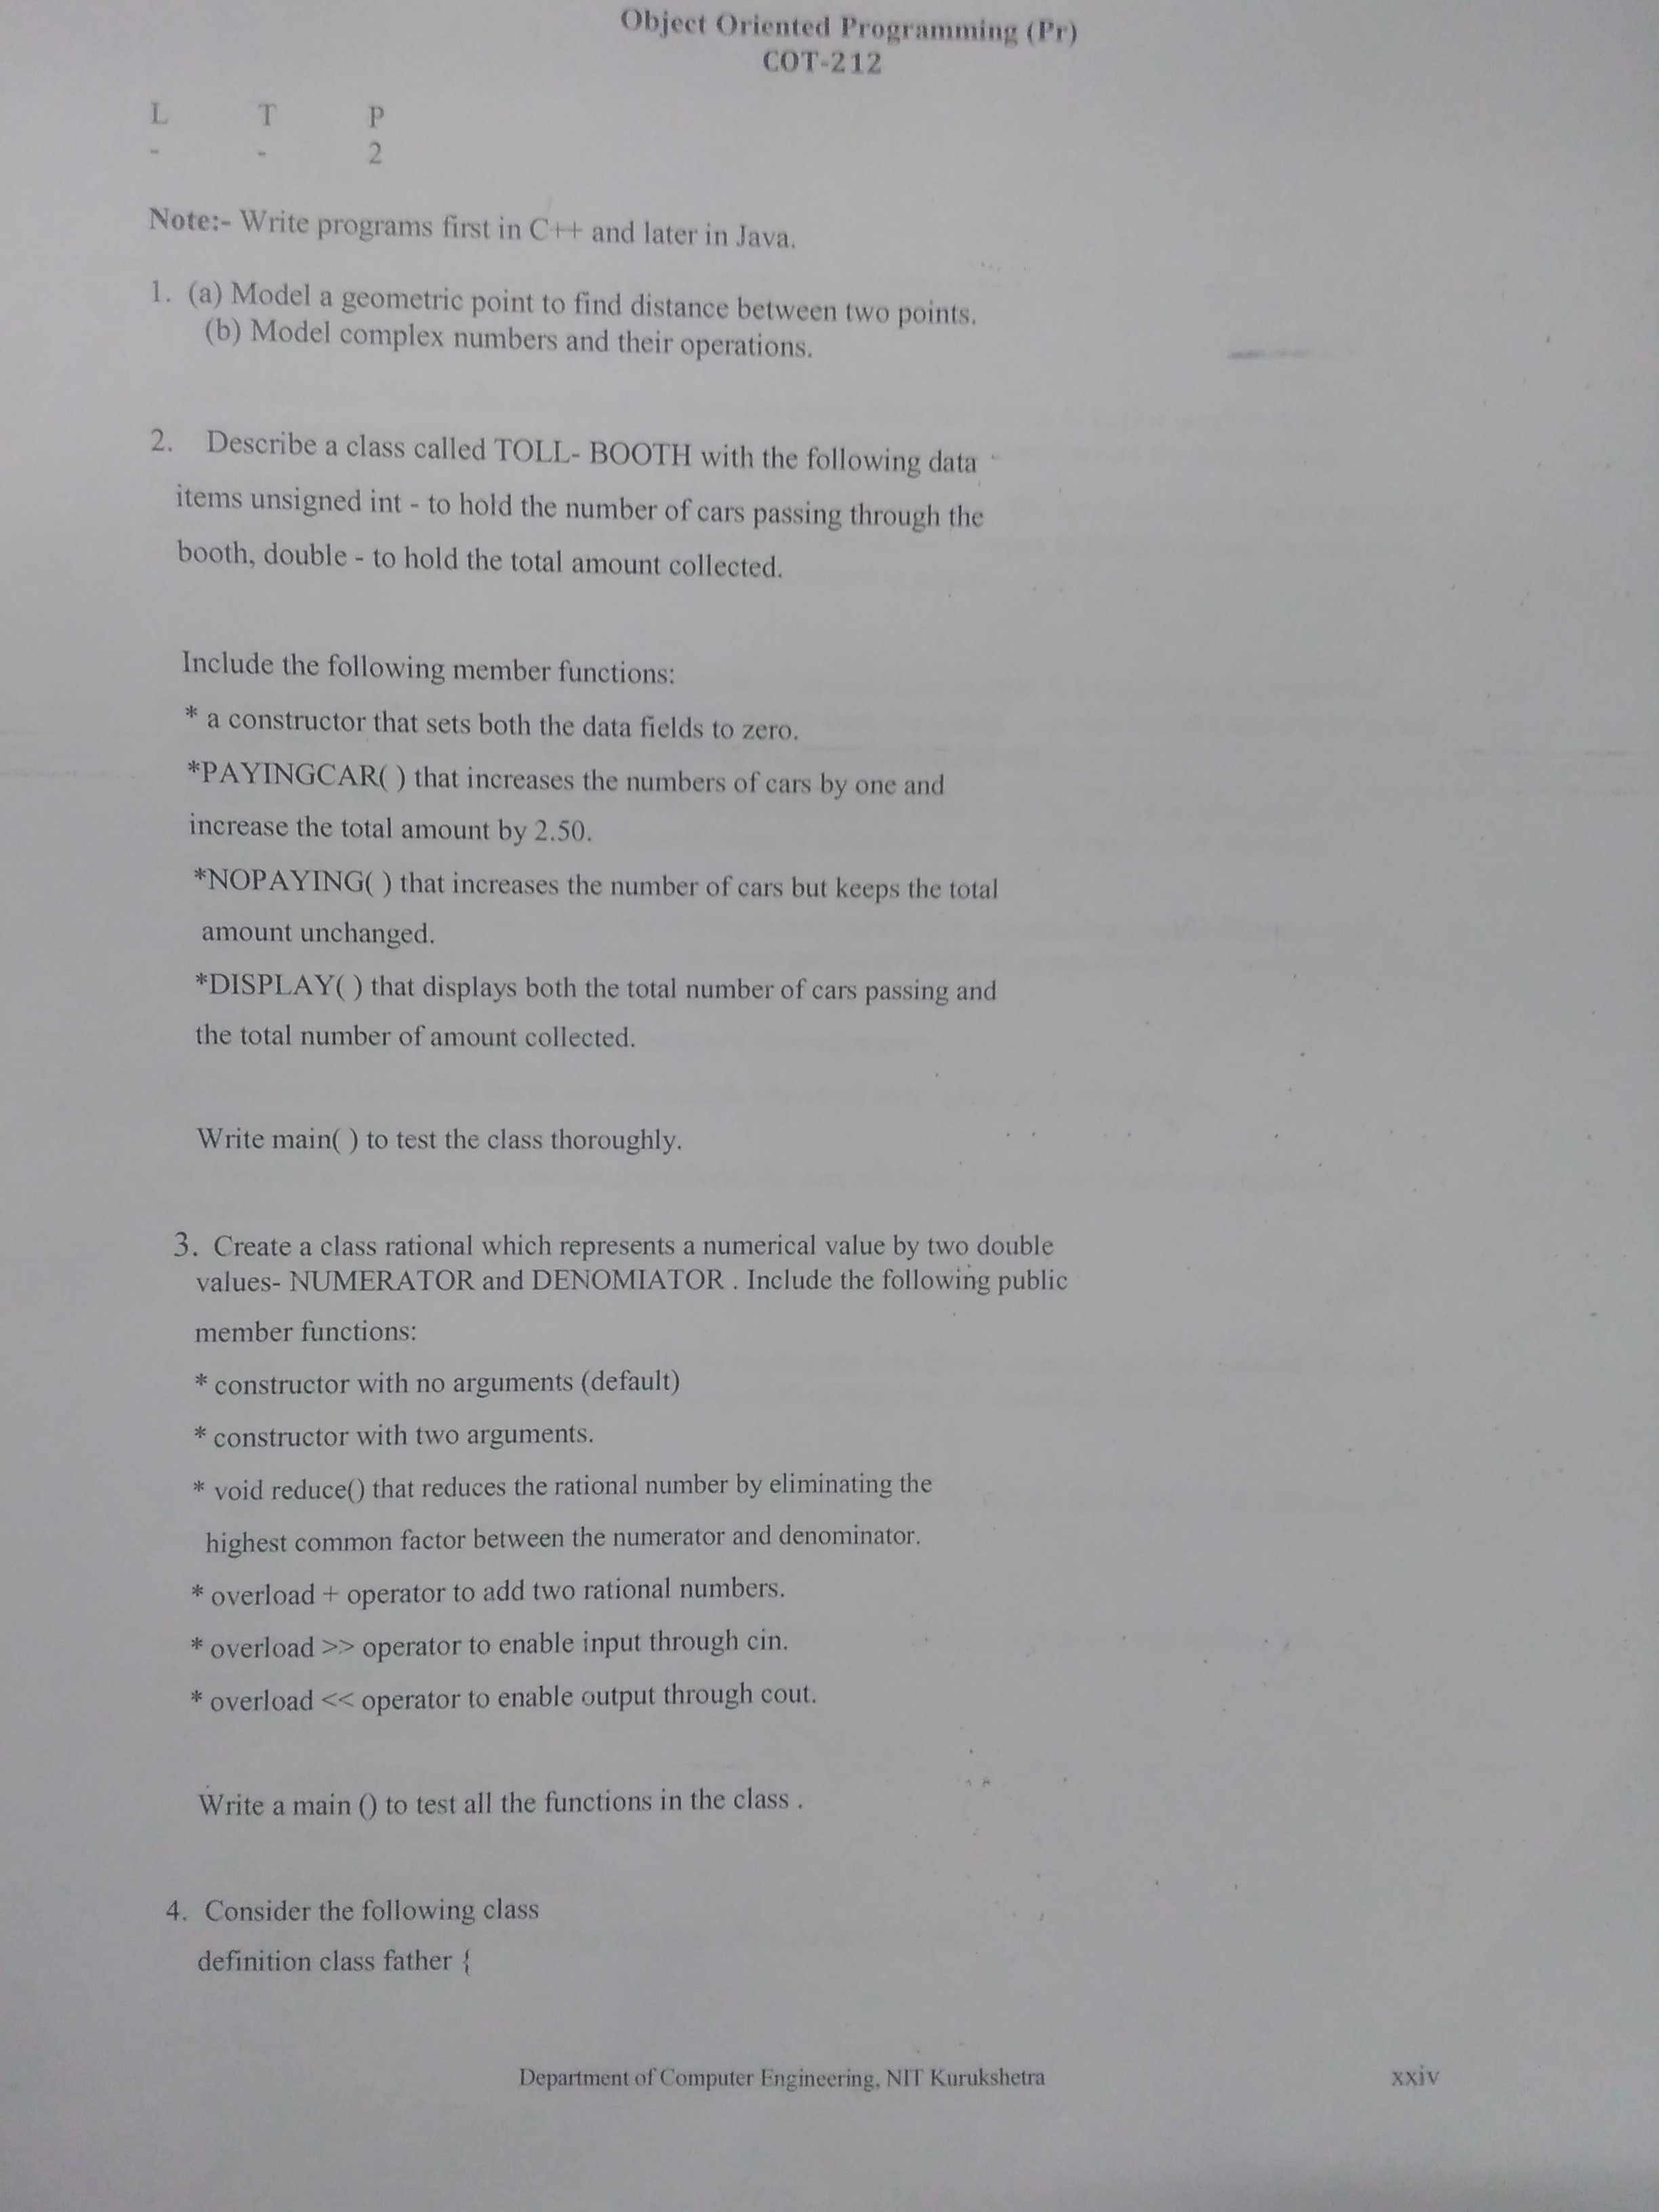 Object Oriented Programming (Pr)
COT-212
L T P
- - 2
Note:- Write programs first in C++ and later in Java.
1. (a) Model a geometric point to find distance between two points.
(b) Model complex numbers and their operations.
2. Describe a class called TOLL- BOOTH with the following data
items unsigned int - to hold the number of cars passing through the
booth, double - to hold the total amount collected.
Include the following member functions:
* a constructor that sets both the data fields to zero.
*PAYINGCAR( ) that increases the numbers of cars by one and
increase the total amount by 2.50.
*NOPAYING( ) that increases the number of cars but keeps the total
amount unchanged.
*DISPLAY( ) that displays both the total number of cars passing and
the total number of amount collected.
Write main( ) to test the class thoroughly.
3. Create a class rational which represents a numerical value by two double
values- NUMERATOR and DENOMIATOR . Include the following public
member functions:
* constructor with no arguments (default)
* constructor with two arguments.
* void reduce() that reduces the rational number by eliminating the
highest common factor between the numerator and denominator.
* overload + operator to add two rational numbers.
* overload >> operator to enable input through cin.
* overload << operator to enable output through cout.
Write a main () to test all the functions in the class .
4. Consider the following class
definition class father {
Department of Computer Engineering, NIT Kurukshetra xxiv